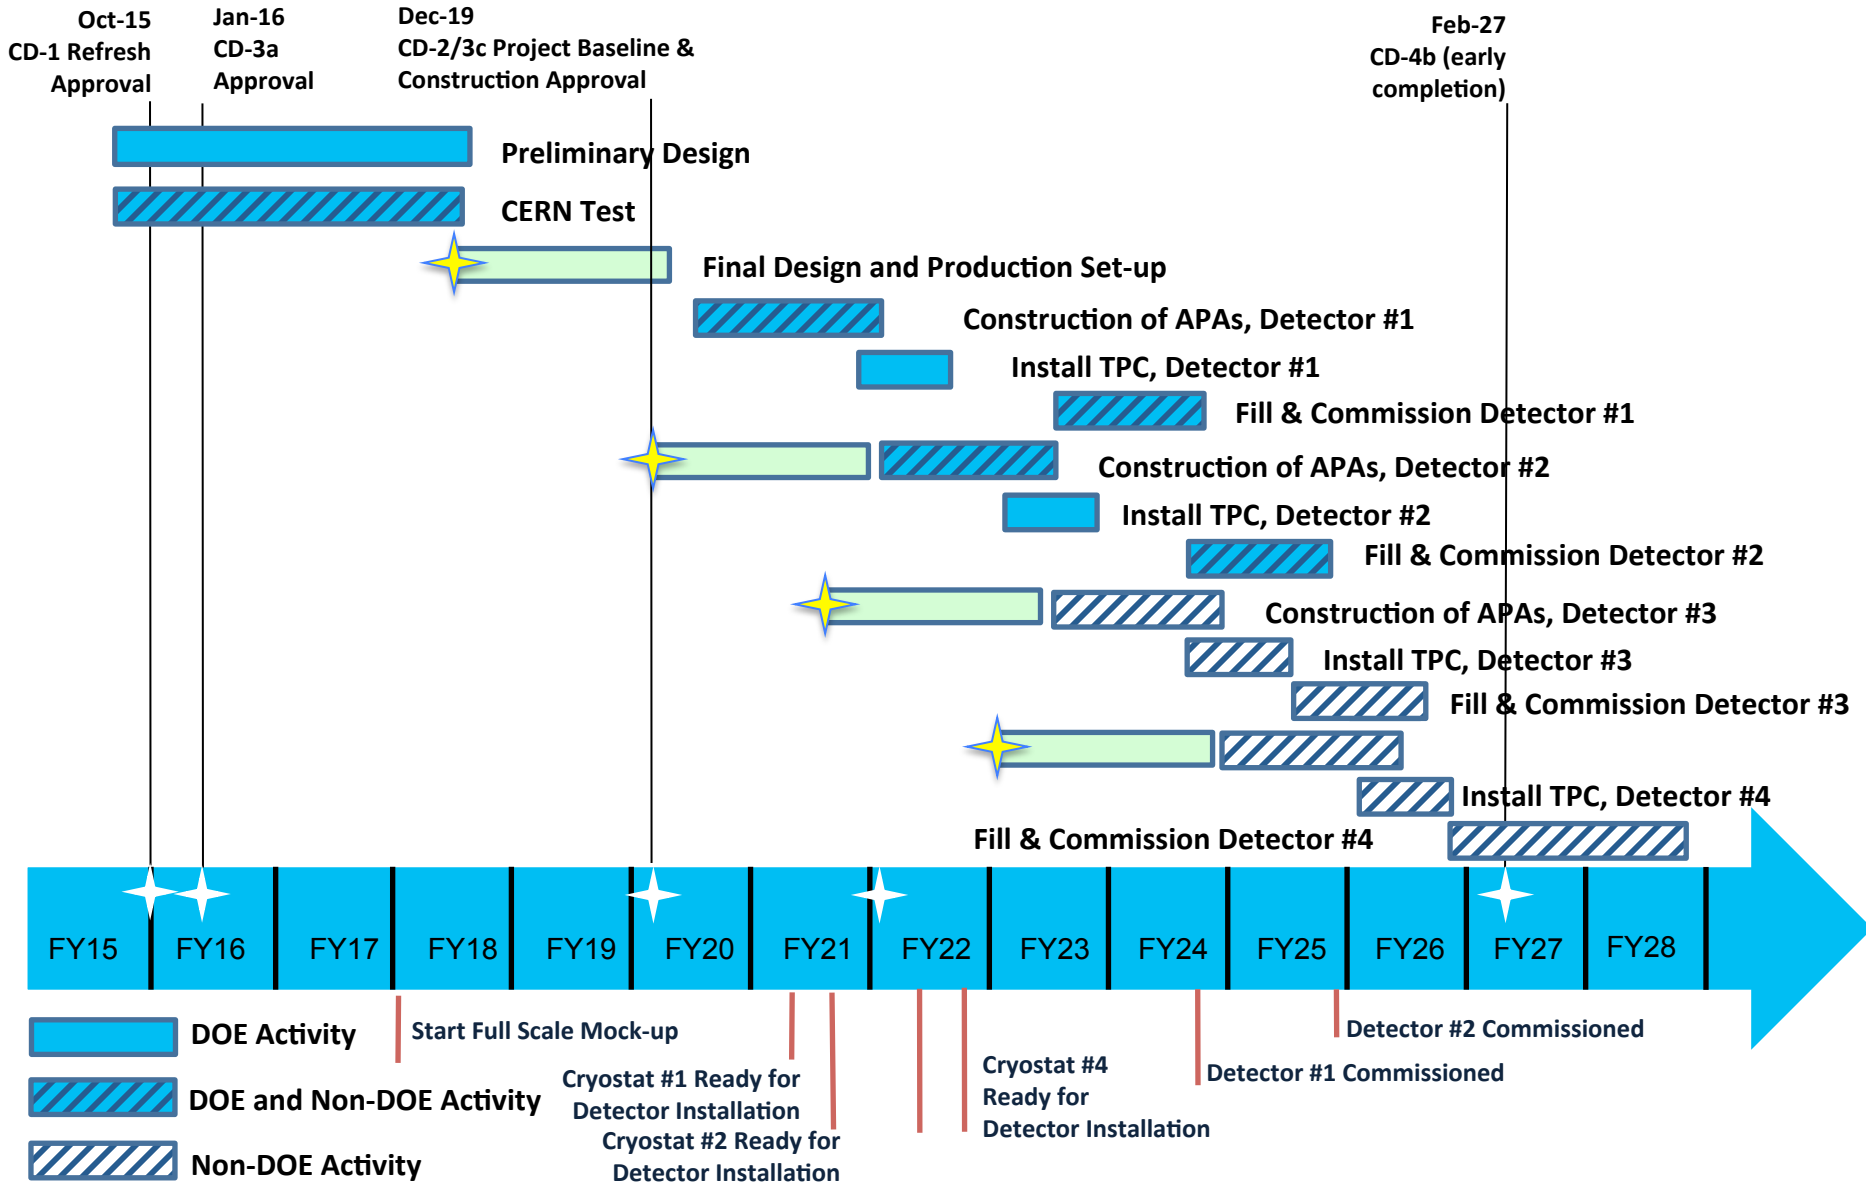 Oct-15
CD-1 Refresh
Approval
Jan-16
CD-3a
Approval
Dec-19
CD-2/3c Project Baseline &
Construction Approval
Feb-27
CD-4b (early
completion)
Preliminary Design
CERN Test
Final Design and Production Set-up
Construction of APAs, Detector #1
Install TPC, Detector #1
Fill & Commission Detector #1
Construction of APAs, Detector #2
Install TPC, Detector #2
Fill & Commission Detector #2
Construction of APAs, Detector #3
Install TPC, Detector #3
Fill & Commission Detector #3
Install TPC, Detector #4
Fill & Commission Detector #4
FY15
FY16
FY17
FY18
FY19
FY20
FY21
FY22
FY23
FY24
FY25
FY26
FY27
FY28
DOE Activity
DOE and Non-DOE Activity
Non-DOE Activity
Start Full Scale Mock-up
Cryostat #1 Ready for
Detector Installation
Cryostat #2 Ready for
Detector Installation
Cryostat #4
Ready for
Detector Installation
Detector #1 Commissioned
Detector #2 Commissioned